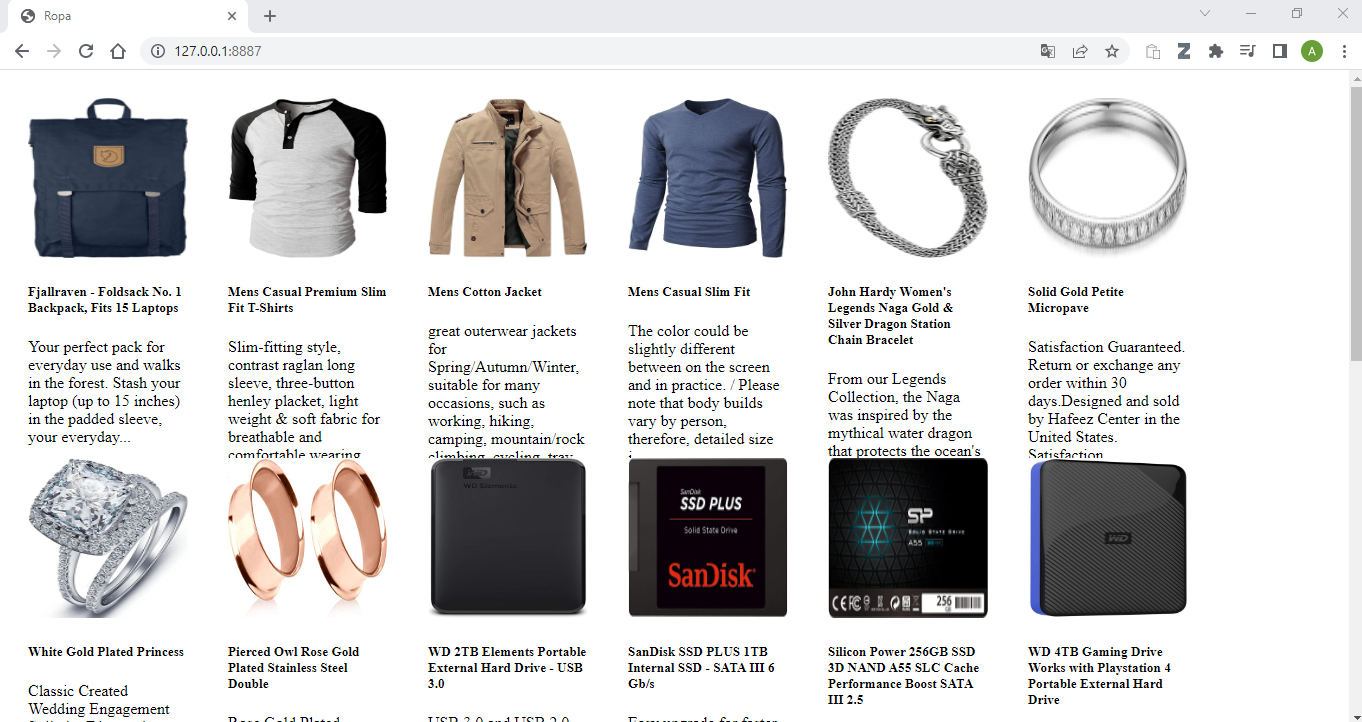 Ropa
127.0.0.1:8887
A
Fjallraven - Foldsack No. 1
Backpack, Fits 15 Laptops
Your perfect pack for
everyday use and walks
in the forest. Stash your
laptop (up to 15 inches)
in the padded sleeve,
your everyday...
Mens Casual Premium Slim
Fit T-Shirts
Slim-fitting style,
contrast raglan long
sleeve, three-button
henley placket, light
weight & soft fabric for
breathable and
comfortable wearing.
Mens Cotton Jacket
great outerwear jackets
for
Spring/Autumn/Winter,
suitable for many
occasions, such as
working, hiking,
camping, mountain/rock
climbing, cycling, trav
Mens Casual Slim Fit
The color could be
slightly different
between on the screen
and in practice. / Please
note that body builds
vary by person,
therefore, detailed size
i
John Hardy Women's
Legends Naga Gold &
Silver Dragon Station
Chain Bracelet
From our Legends
Collection, the Naga
was inspired by the
mythical water dragon
that protects the ocean's
Solid Gold Petite
Micropave
Satisfaction Guaranteed.
Return or exchange any
order within 30
days.Designed and sold
by Hafeez Center in the
United States.
Satisfaction
WD
WD Elements
SanDisk
SSD PLUS
Solid State Drive
SanDisk
SP
SOLID STATE DRIVE
A55
256
GB
WD
White Gold Plated Princess
Classic Created
Wedding Engagement
Pierced Owl Rose Gold
Plated Stainless Steel
Double
Rose Gold Plated
WD 2TB Elements Portable
External Hard Drive - USB
3.0
USB 3.0 and USB 2.0
SanDisk SSD PLUS 1TB
Internal SSD - SATA III 6
Gb/s
Easy upgrade for faster
Silicon Power 256GB SSD
3D NAND A55 SLC Cache
Performance Boost SATA
III 2.5
WD 4TB Gaming Drive
Works with Playstation 4
Portable External Hard
Drive